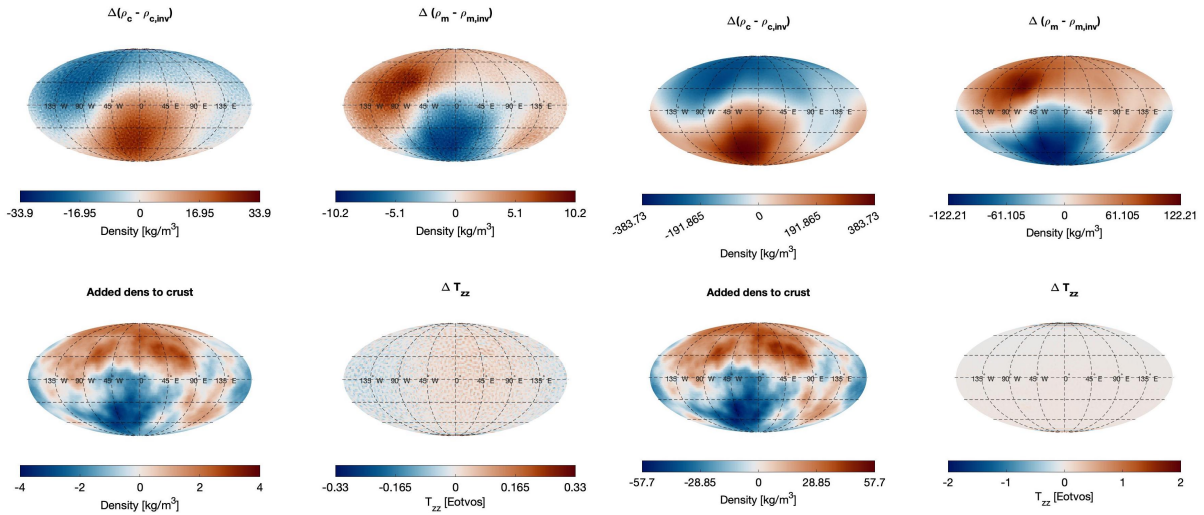 Δ(ρc - ρc,inv)
Δ(ρm - ρm,inv)
Δ(ρc - ρc,inv)
Δ(ρm - ρm,inv)
135 W 90 W 45 W 0 45 E 90 E 135 E
135 W 90 W 45 W 0 45 E 90 E 135 E
135 W 90 W 45 W 0 45 E 90 E 135 E
135 W 90 W 45 W 0 45 E 90 E 135 E
-33.9 -16.95 0 16.95 33.9
-10.2 -5.1 0 5.1 10.2
-383.73 -191.865 0 191.865 383.73
-122.21 -61.105 0 61.105 122.21
Density [kg/m³]
Density [kg/m³]
Density [kg/m³]
Density [kg/m³]
Added dens to crust
Δ Tzz
Added dens to crust
Δ Tzz
135 W 90 W 45 W 0 45 E 90 E 135 E
135 W 90 W 45 W 0 45 E 90 E 135 E
135 W 90 W 45 W 0 45 E 90 E 135 E
135 W 90 W 45 W 0 45 E 90 E 135 E
-4 -2 0 2 4
-0.33 -0.165 0 0.165 0.33
-57.7 -28.85 0 28.85 57.7
-2 -1 0 1 2
Density [kg/m³]
Tzz [Eotvos]
Density [kg/m³]
Tzz [Eotvos]